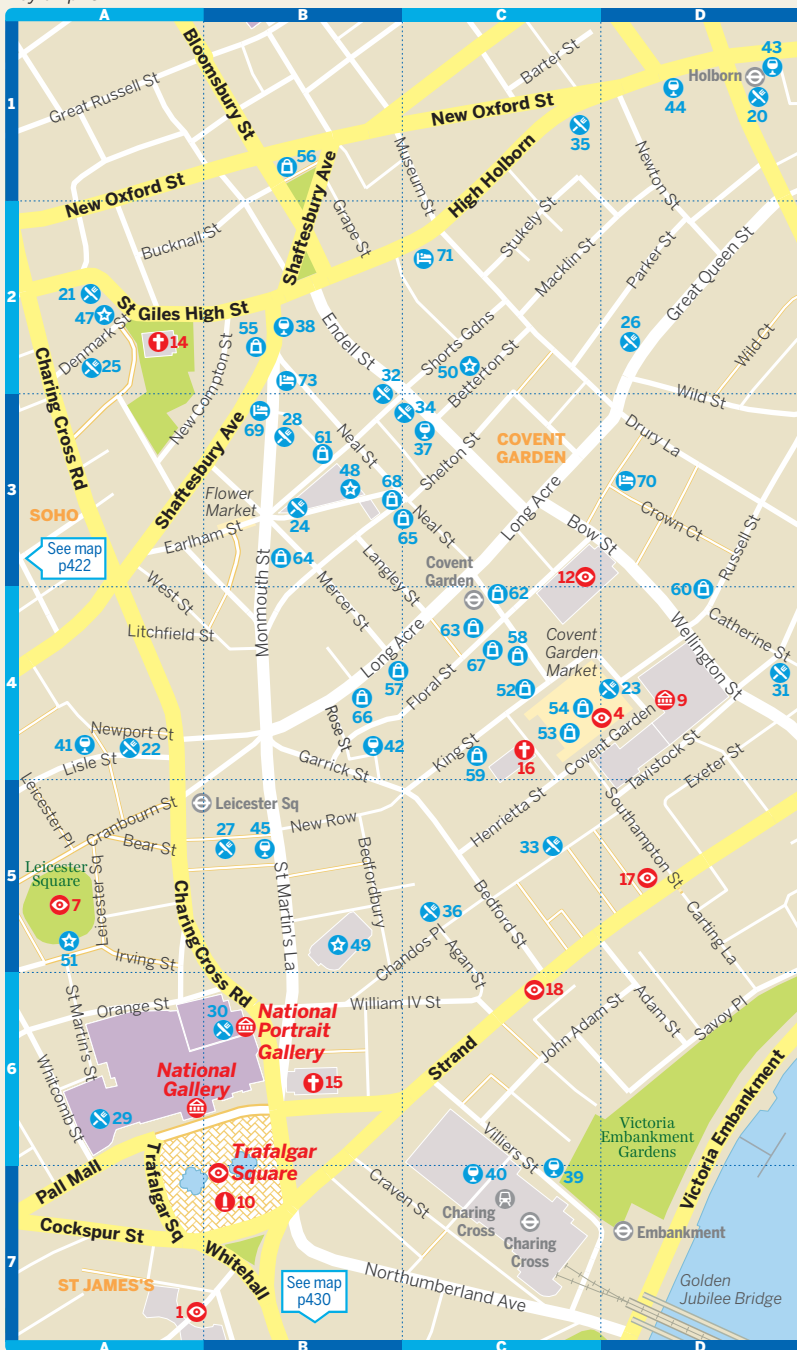 A B C D
1
Bloomsbury St
Barter St
43
Holborn
Great Russell St
44
20
New Oxford St
35
56
Museum St
Newton St
Shaftesbury Ave
High Holborn
New Oxford St
Grape St
Stukely St
Bucknall St
Macklin St
Parker St
Great Queen St
71
2
21
St Giles High St
47
38
Endell St
Shorts Gdns
26
Denmark St
14
55
50
Wild Ct
25
New Compton St
73
32
Betterton St
Wild St
Charing Cross Rd
69
28
34
Drury La
61
Neal St
37
COVENT
GARDEN
Shaftesbury Ave
48
Shelton St
70
3
SOHO
Flower
Market
68
Long Acre
Crown Ct
24
65
Neal St
Bow St
Russell St
Earlham St
See map
p422
64
Langley St
Covent
Garden
12
West St
Mercer St
62
60
Monmouth St
Litchfield St
63
58
Covent
Garden
Market
Catherine St
Long Acre
67
Wellington St
4
57
Floral St
52
23
9
31
66
54
4
Newport Ct
Rose St
53
Covent Garden
41
22
42
King St
16
Tavistock St
Lisle St
Garrick St
59
Exeter St
Leicester Pl
Cranbourn St
Leicester Sq
Henrietta St
Southampton St
27
45
New Row
Bear St
33
Leicester
Square
Bedfordbury
17
5
7
Leicester Sq
Charing Cross Rd
St Martin's La
36
Bedford St
Carting La
51
49
Chandos Pl
Agan St
Irving St
18
Orange St
National
Portrait
Gallery
30
William IV St
Adam St
Savoy Pl
St Martin's St
John Adam St
6
National
Gallery
15
Strand
Whitcomb St
29
Victoria
Embankment
Gardens
Villiers St
Victoria Embankment
Trafalgar
Square
Pall Mall
Trafalgar Sq
10
40
39
Craven St
Charing
Cross
Cockspur St
Charing
Cross
Embankment
7
Whitehall
ST JAMES'S
See map
p430
Northumberland Ave
Golden
Jubilee Bridge
1
A B C D